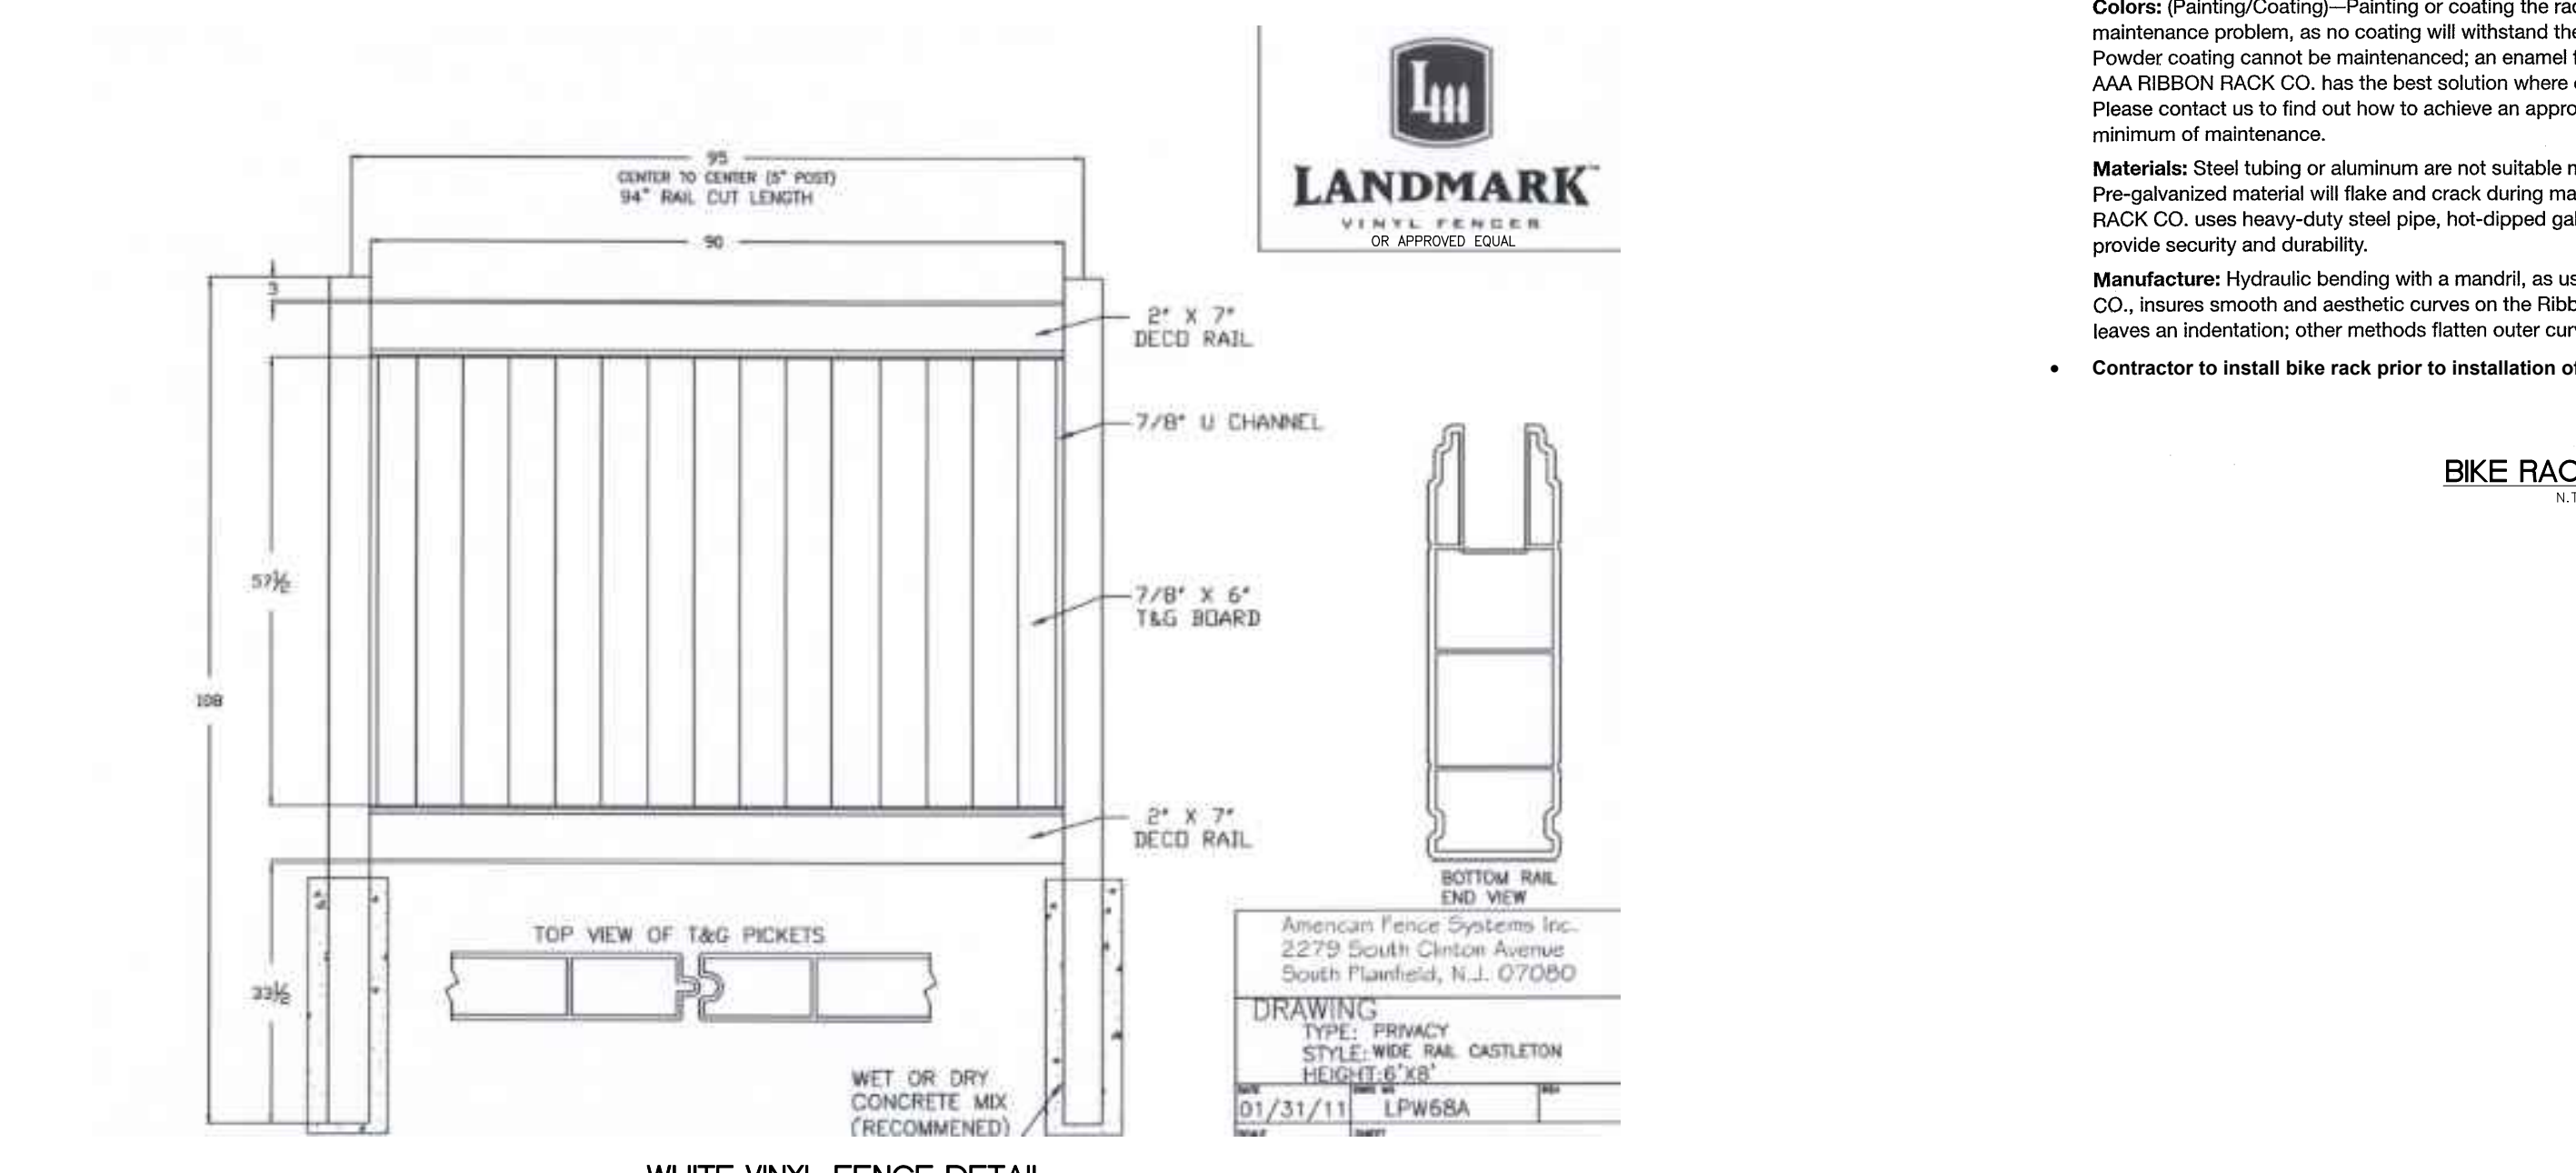 LANDMARK™
VINYL FENCES
OR APPROVED EQUAL
95
CENTER TO CENTER (5" POST)
94" RAIL CUT LENGTH
90
3
2" X 7"
DECO RAIL
7/8" U CHANNEL
57½
7/8" X 6"
T&G BOARD
108
2" X 7"
DECO RAIL
BOTTOM RAIL
END VIEW
TOP VIEW OF T&G PICKETS
33½
WET OR DRY
CONCRETE MIX
(RECOMMENED)
American Fence Systems Inc.
2279 South Clinton Avenue
South Plainfield, N.J. 07080
DRAWING
TYPE: PRIVACY
STYLE: WIDE RAIL CASTLETON
HEIGHT:6'X8'
DATE
01/31/11
LPW68A
SCALE
SHEET
WHITE VINYL FENCE DETAIL
Colors: (Painting/Coating)—Painting or coating the rac
maintenance problem, as no coating will withstand the
Powder coating cannot be maintenanced; an enamel f
AAA RIBBON RACK CO. has the best solution where
Please contact us to find out how to achieve an appro
minimum of maintenance.
Materials: Steel tubing or aluminum are not suitable m
Pre-galvanized material will flake and crack during ma
RACK CO. uses heavy-duty steel pipe, hot-dipped gal
provide security and durability.
Manufacture: Hydraulic bending with a mandril, as us
CO., insures smooth and aesthetic curves on the Ribb
leaves an indentation; other methods flatten outer cur
• Contractor to install bike rack prior to installation of
BIKE RAC
N.T